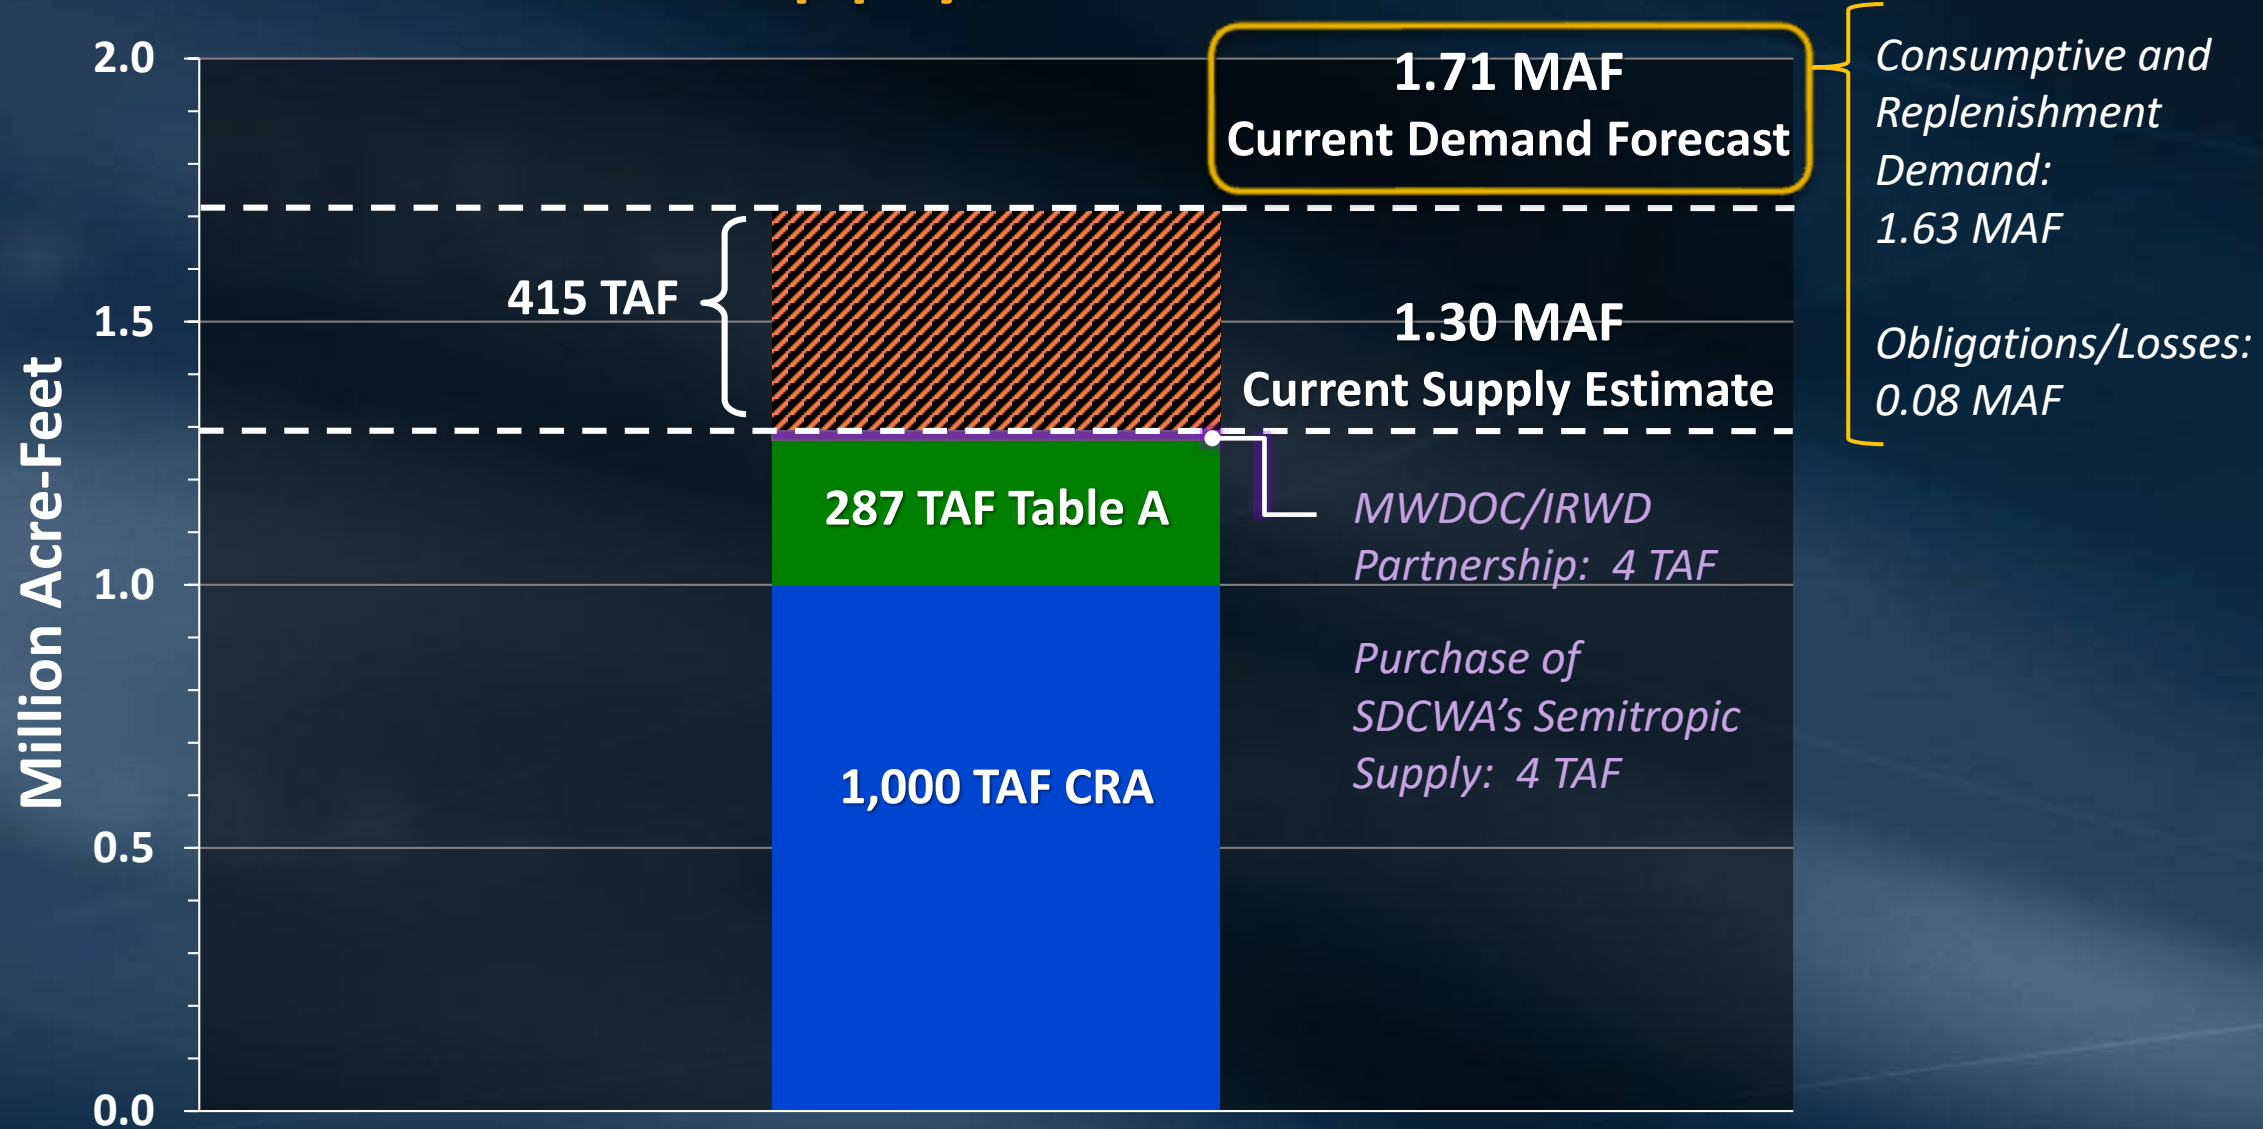 2.0
1.5
1.0
0.5
0.0
Million Acre-Feet
415 TAF
287 TAF Table A
1,000 TAF CRA
1.71 MAF
Current Demand Forecast
1.30 MAF
Current Supply Estimate
MWDOC/IRWD
Partnership: 4 TAF
Purchase of
SDCWA’s Semitropic
Supply: 4 TAF
Consumptive and
Replenishment
Demand:
1.63 MAF
Obligations/Losses:
0.08 MAF